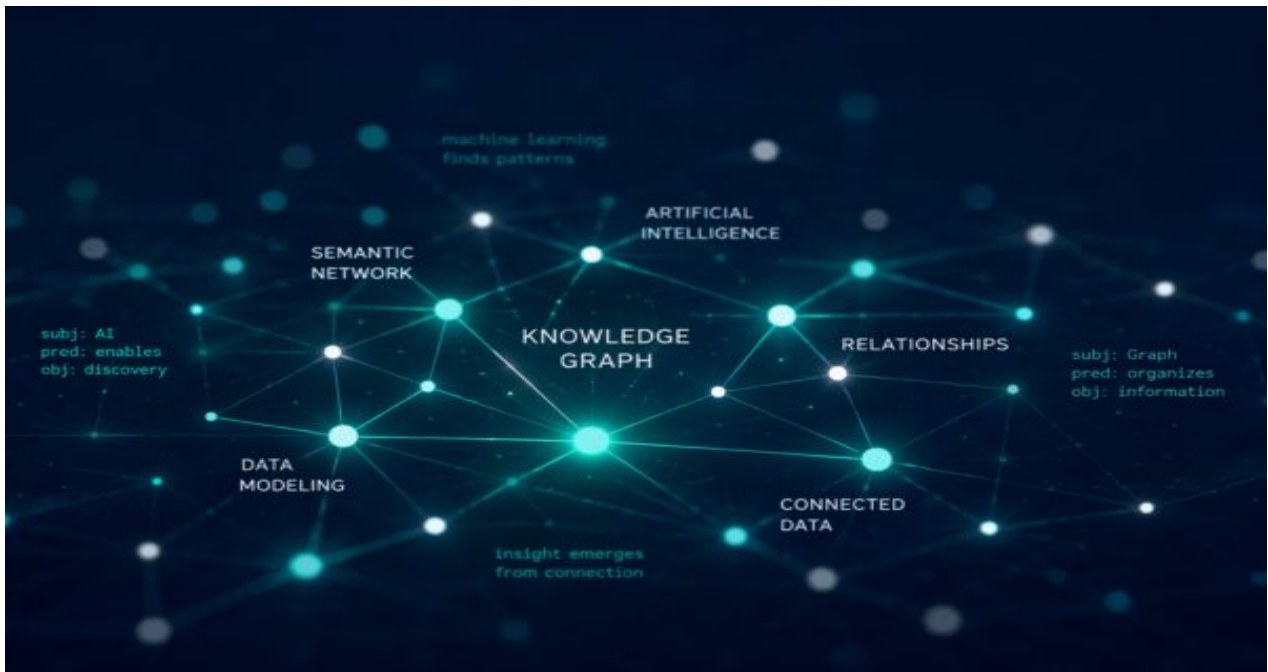 machine learning
finds patterns
ARTIFICIAL
INTELLIGENCE
SEMANTIC
NETWORK
KNOWLEDGE
GRAPH
subj: AI
pred: enables
obj: discovery
RELATIONSHIPS
subj: Graph
pred: organizes
obj: information
DATA
MODELING
CONNECTED
DATA
insight emerges
from connection